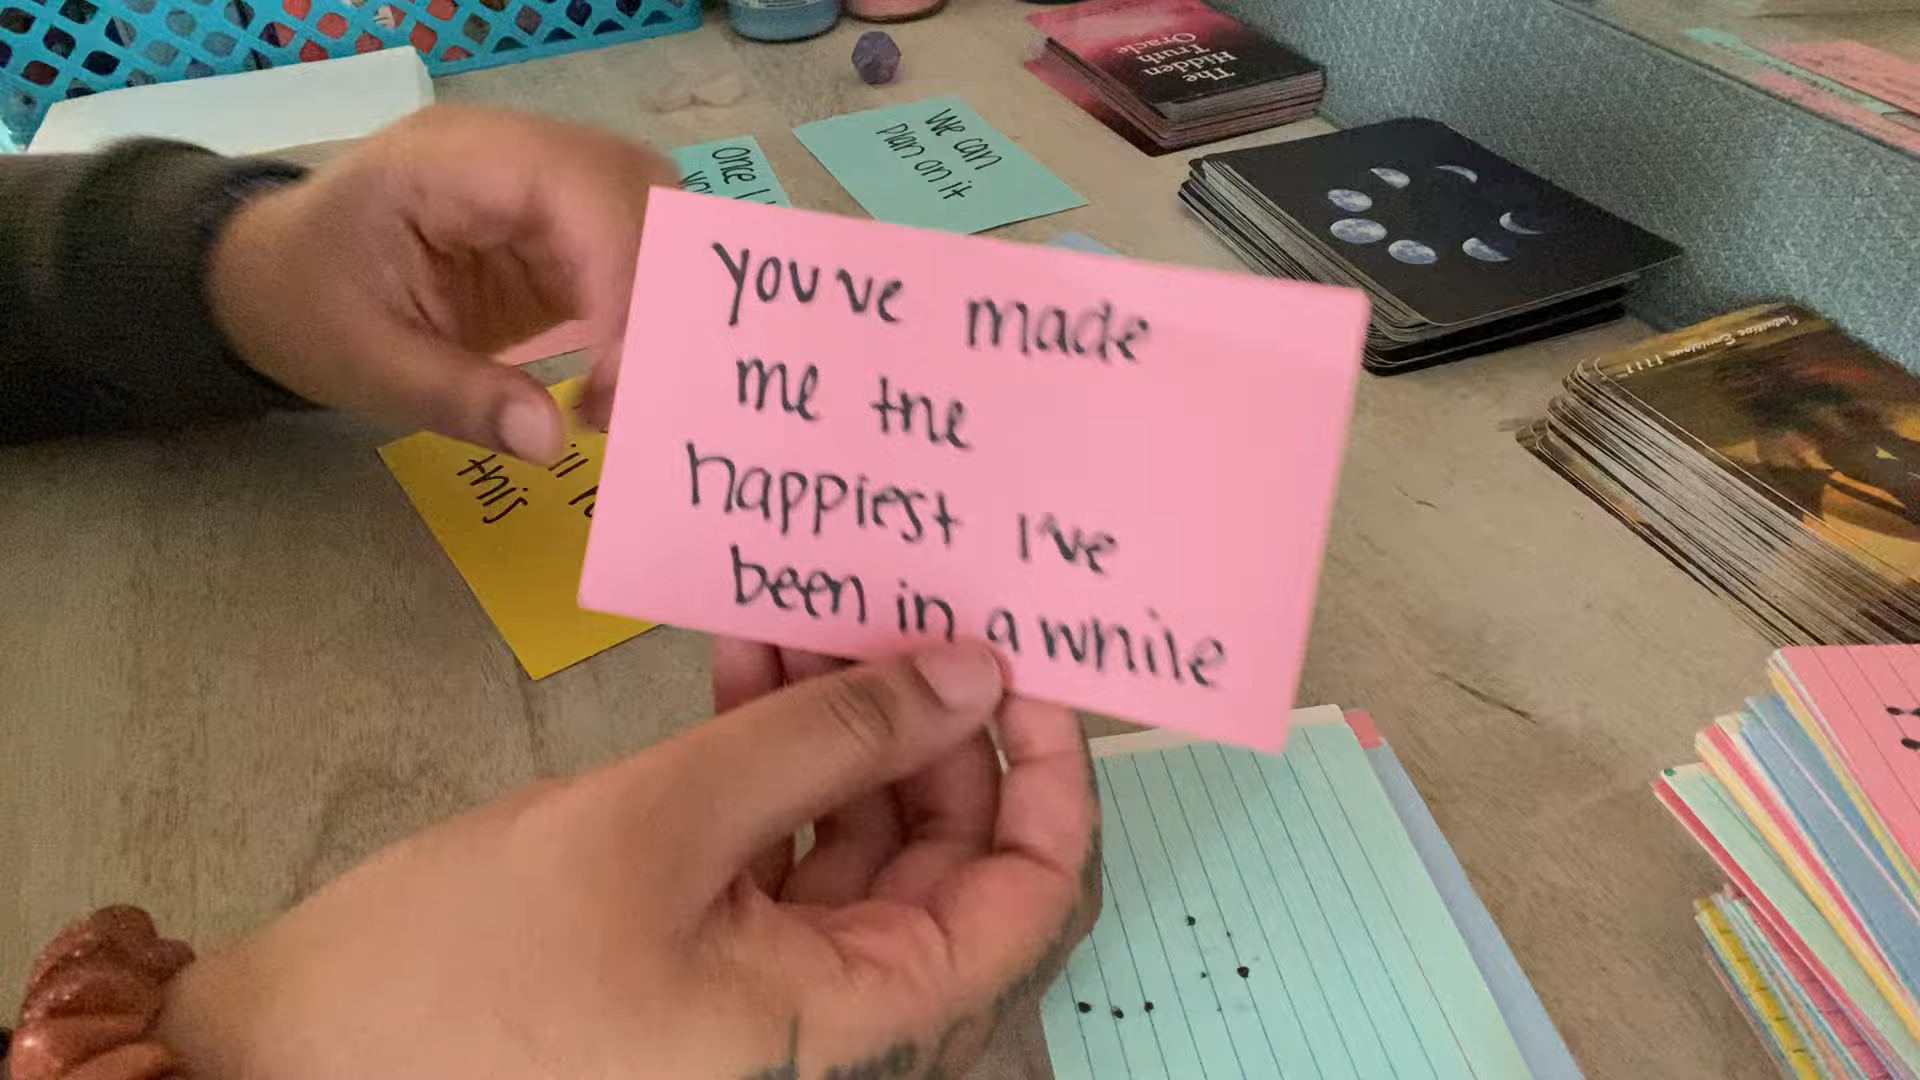 you've made
me the
happiest I've
been in a while
We can
plan on it
once I
this
The
Hidden
Truth
Oracle